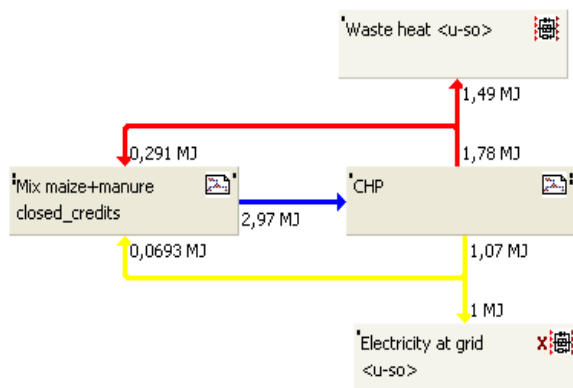 Waste heat <u-so>
1,49 MJ
0,291 MJ
1,78 MJ
Mix maize+manure
closed_credits
CHP
2,97 MJ
0,0693 MJ
1,07 MJ
1 MJ
Electricity at grid
<u-so>
X